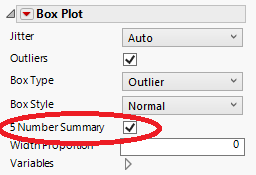 Box Plot
Jitter Auto
Outliers
Box Type Outlier
Box Style Normal
5 Number Summary
Width Proportion 0
Variables